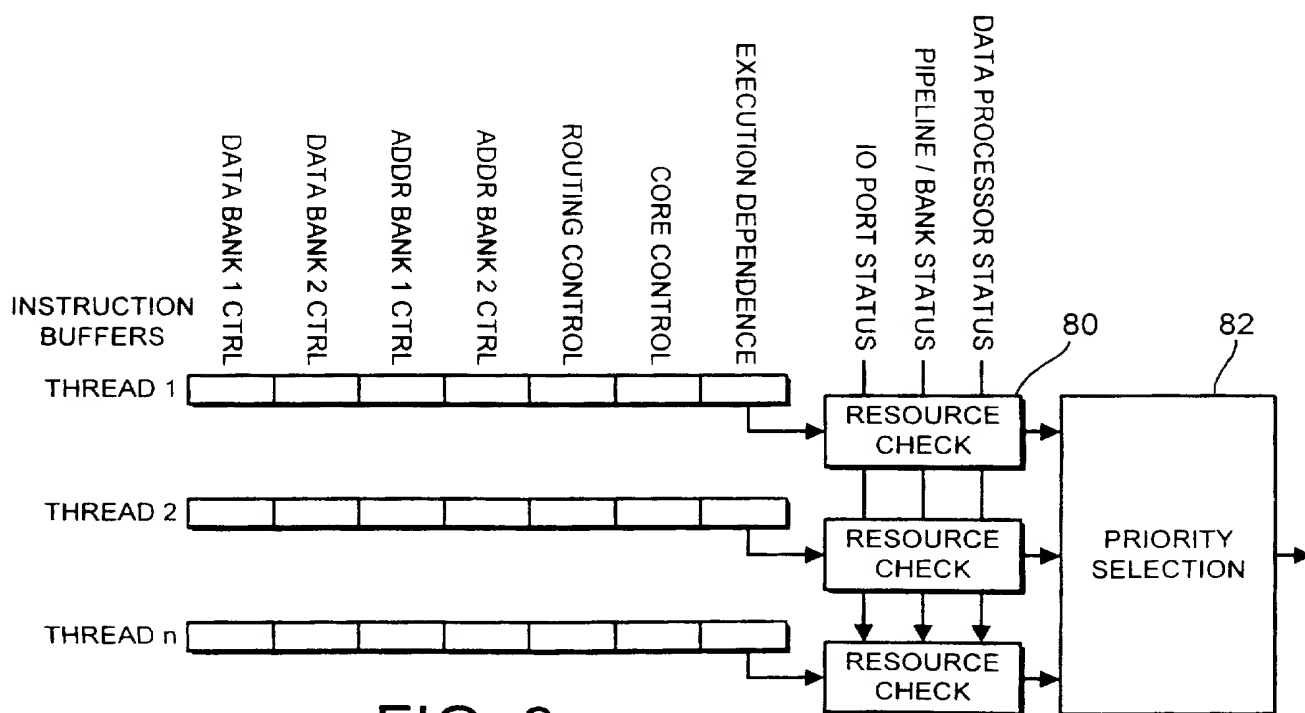 DATA BANK 1 CTRL
DATA BANK 2 CTRL
ADDR BANK 1 CTRL
ADDR BANK 2 CTRL
ROUTING CONTROL
CORE CONTROL
EXECUTION DEPENDENCE
IO PORT STATUS
PIPELINE / BANK STATUS
DATA PROCESSOR STATUS
INSTRUCTION
BUFFERS
80
82
THREAD 1
RESOURCE
CHECK
THREAD 2
RESOURCE
CHECK
PRIORITY
SELECTION
THREAD n
RESOURCE
CHECK